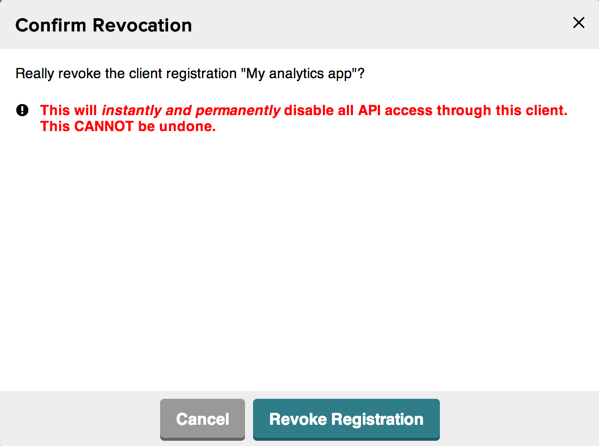 Confirm Revocation
Really revoke the client registration "My analytics app"?
This will instantly and permanently disable all API access through this client.
This CANNOT be undone.
Cancel
Revoke Registration